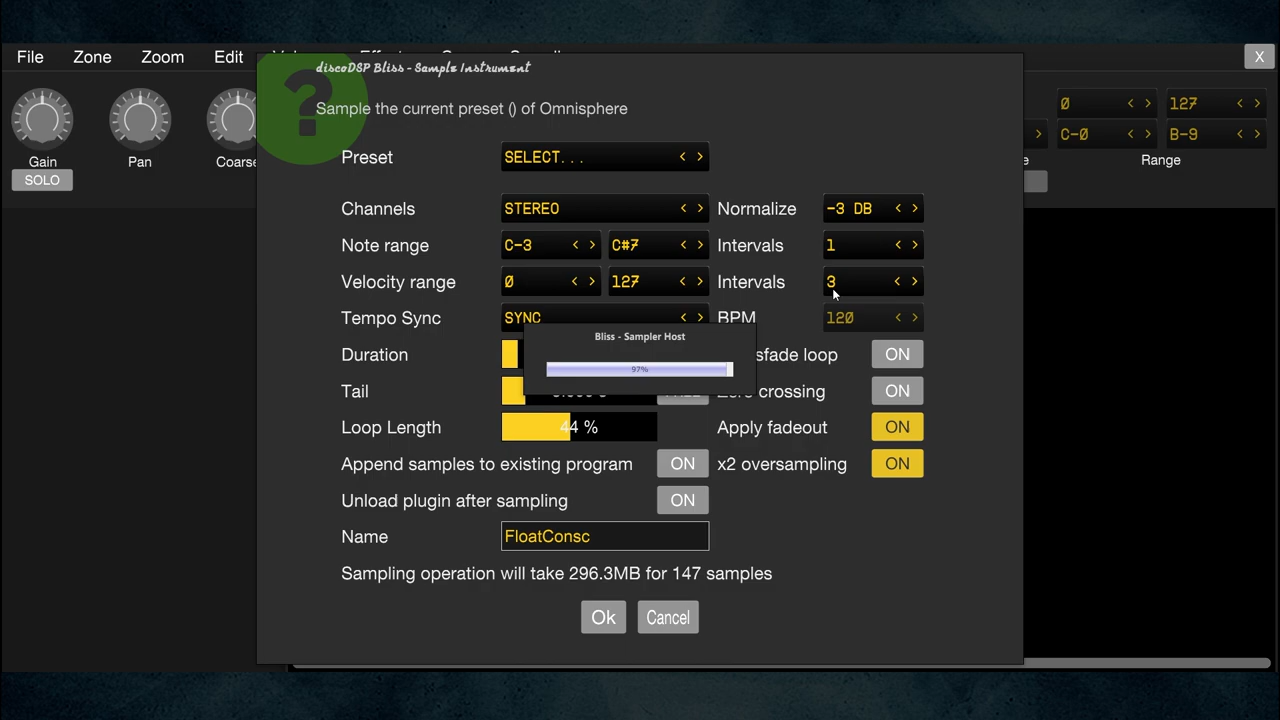 File Zone Zoom Edit
X
discoDSP Bliss - Sample Instrument
Sample the current preset () of Omnisphere
Gain
SOLO
Pan
Coarse
0 127
C-0 B-9
Range
Preset SELECT...
Channels STEREO Normalize -3 DB
Note range C-3 C#7 Intervals 1
Velocity range 0 127 Intervals 3
Tempo Sync SYNC BPM 120
Bliss - Sampler Host
97%
Duration sfade loop ON
Tail crossing ON
Loop Length 44 % Apply fadeout ON
Append samples to existing program ON x2 oversampling ON
Unload plugin after sampling ON
Name FloatConsc
Sampling operation will take 296.3MB for 147 samples
Ok Cancel